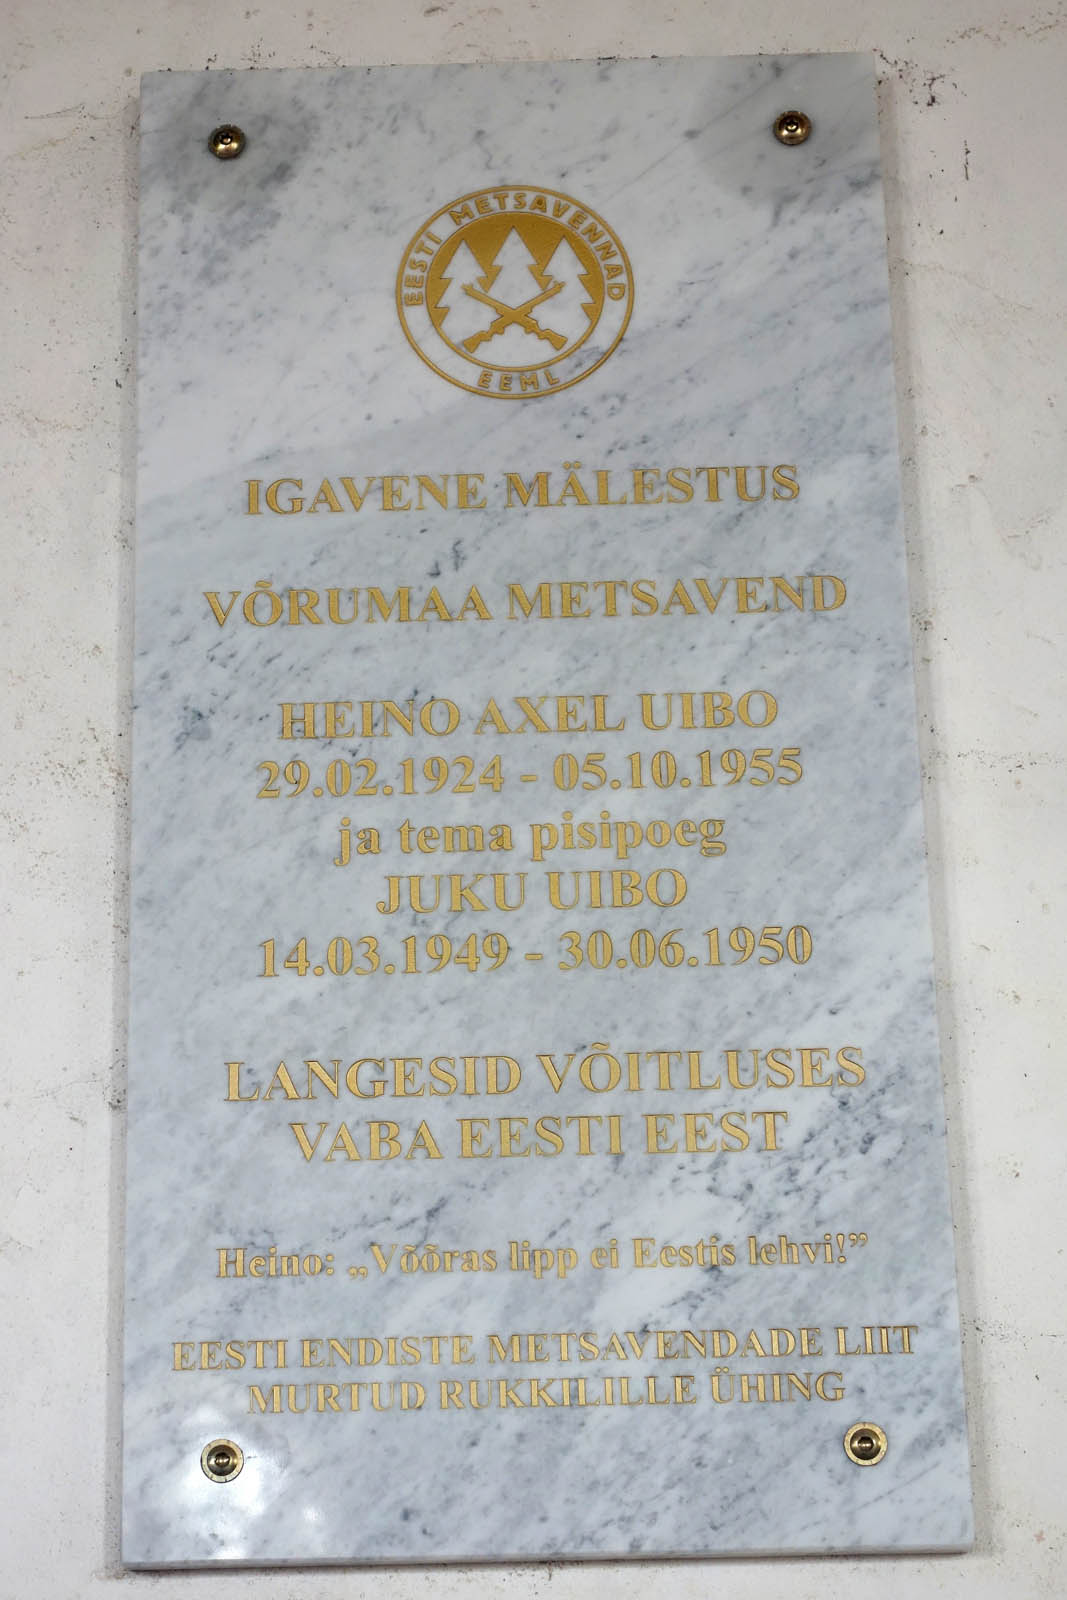 EESTI METSAVENNAD
EEML
IGAVENE MÄLESTUS
VÕRUMAA METSAVEND
HEINO AXEL UIBO
29.02.1924 - 05.10.1955
ja tema pisipoeg
JUKU UIBO
14.03.1949 - 30.06.1950
LANGESID VÕITLUSES
VABA EESTI EEST
Heino: „Võõras lipp ei Eestis lehvi!”
EESTI ENDISTE METSAVENDADE LIIT
MURTUD RUKKILILLE ÜHING